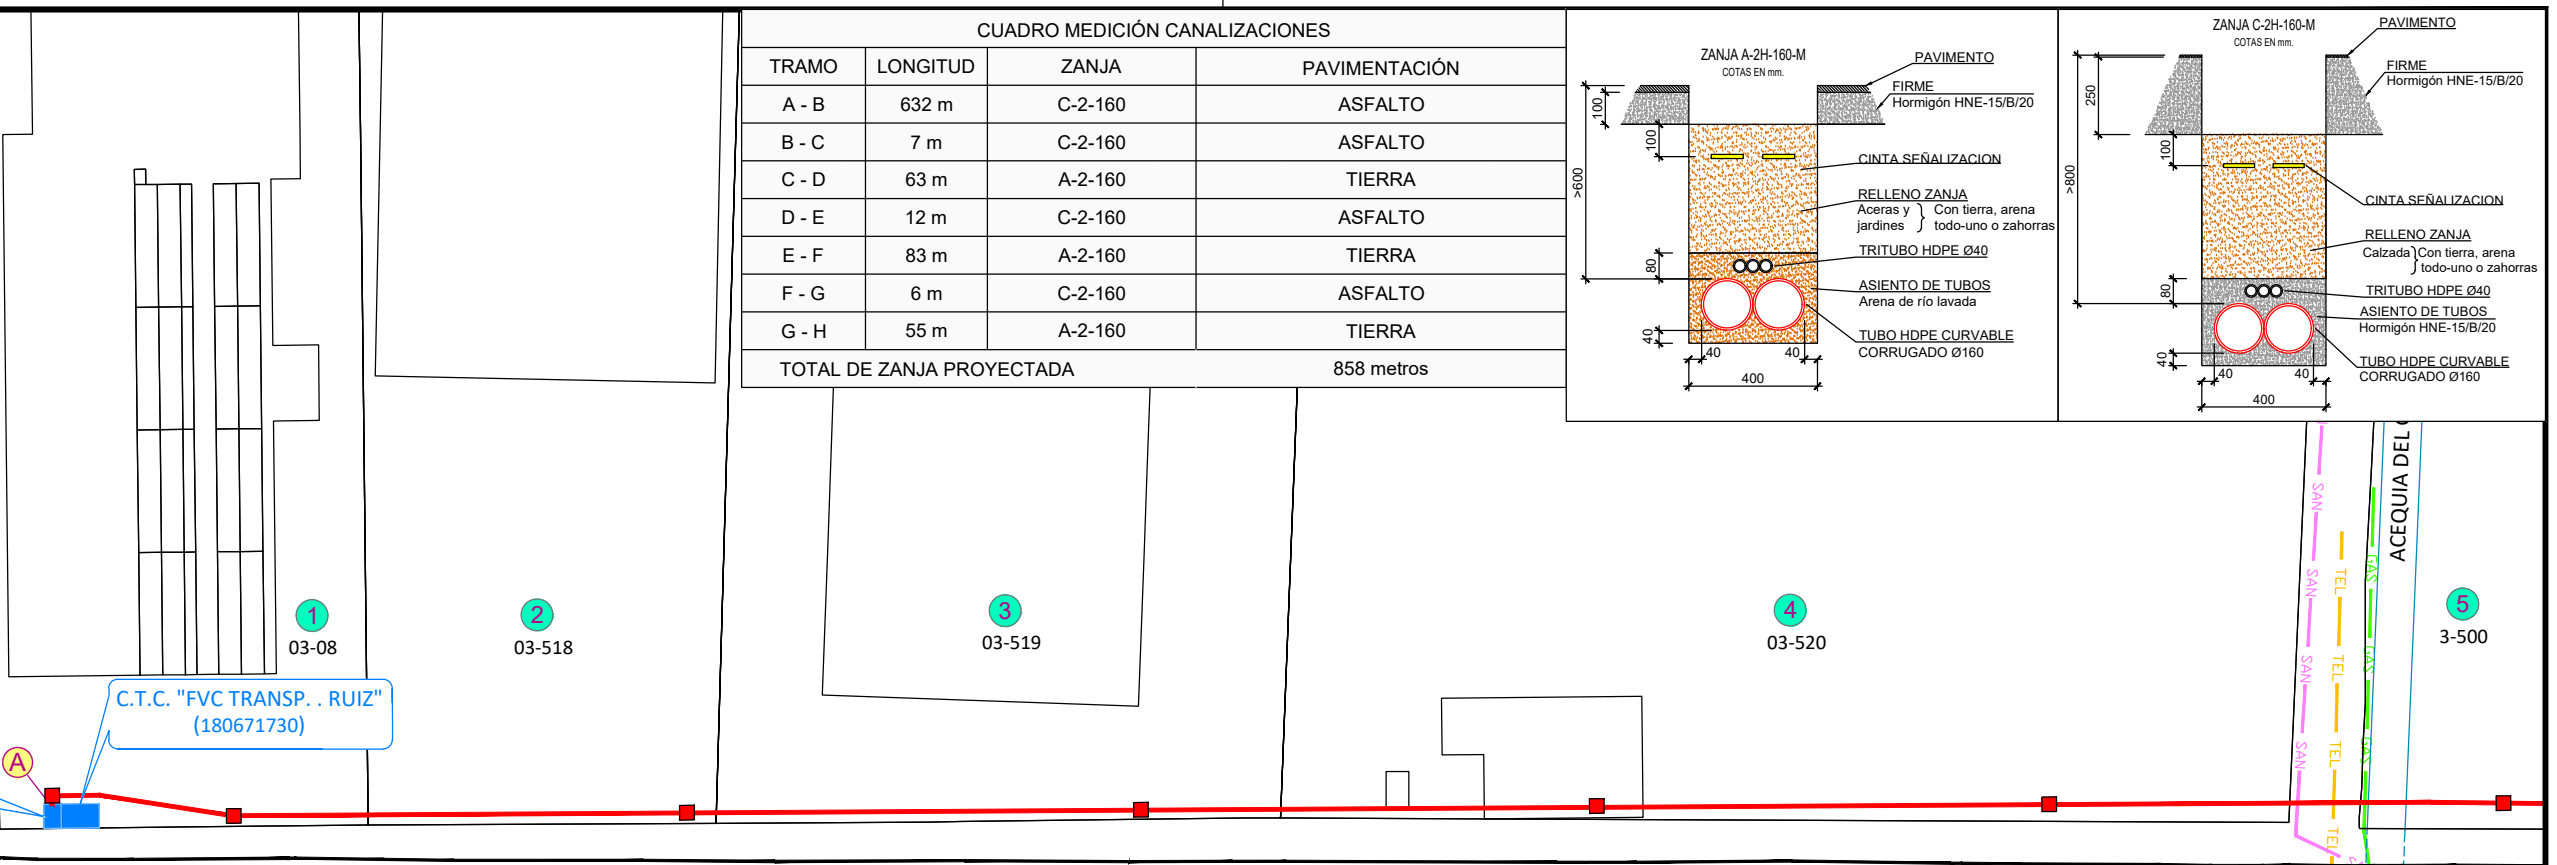 CUADRO MEDICIÓN CANALIZACIONES
TRAMO LONGITUD ZANJA PAVIMENTACIÓN
A - B 632 m C-2-160 ASFALTO
B - C 7 m C-2-160 ASFALTO
C - D 63 m A-2-160 TIERRA
D - E 12 m C-2-160 ASFALTO
E - F 83 m A-2-160 TIERRA
F - G 6 m C-2-160 ASFALTO
G - H 55 m A-2-160 TIERRA
TOTAL DE ZANJA PROYECTADA 858 metros
ZANJA A-2H-160-M
COTAS EN mm.
PAVIMENTO
FIRME
Hormigón HNE-15/B/20
CINTA SEÑALIZACION
RELLENO ZANJA
Aceras y jardines } Con tierra, arena
todo-uno o zahorras
TRITUBO HDPE Ø40
ASIENTO DE TUBOS
Arena de río lavada
TUBO HDPE CURVABLE
CORRUGADO Ø160
100
100
>600
80
40
40 40
400
ZANJA C-2H-160-M
COTAS EN mm.
PAVIMENTO
FIRME
Hormigón HNE-15/B/20
CINTA SEÑALIZACION
RELLENO ZANJA
Calzada } Con tierra, arena
todo-uno o zahorras
TRITUBO HDPE Ø40
ASIENTO DE TUBOS
Hormigón HNE-15/B/20
TUBO HDPE CURVABLE
CORRUGADO Ø160
250
100
>800
80
40
40 40
400
1
03-08
2
03-518
3
03-519
4
03-520
5
3-500
ACEQUIA DEL
SAN
SAN
SAN
SAN
TEL
TEL
TEL
TEL
GAS
GAS
GAS
C.T.C. "FVC TRANSP. . RUIZ"
(180671730)
A